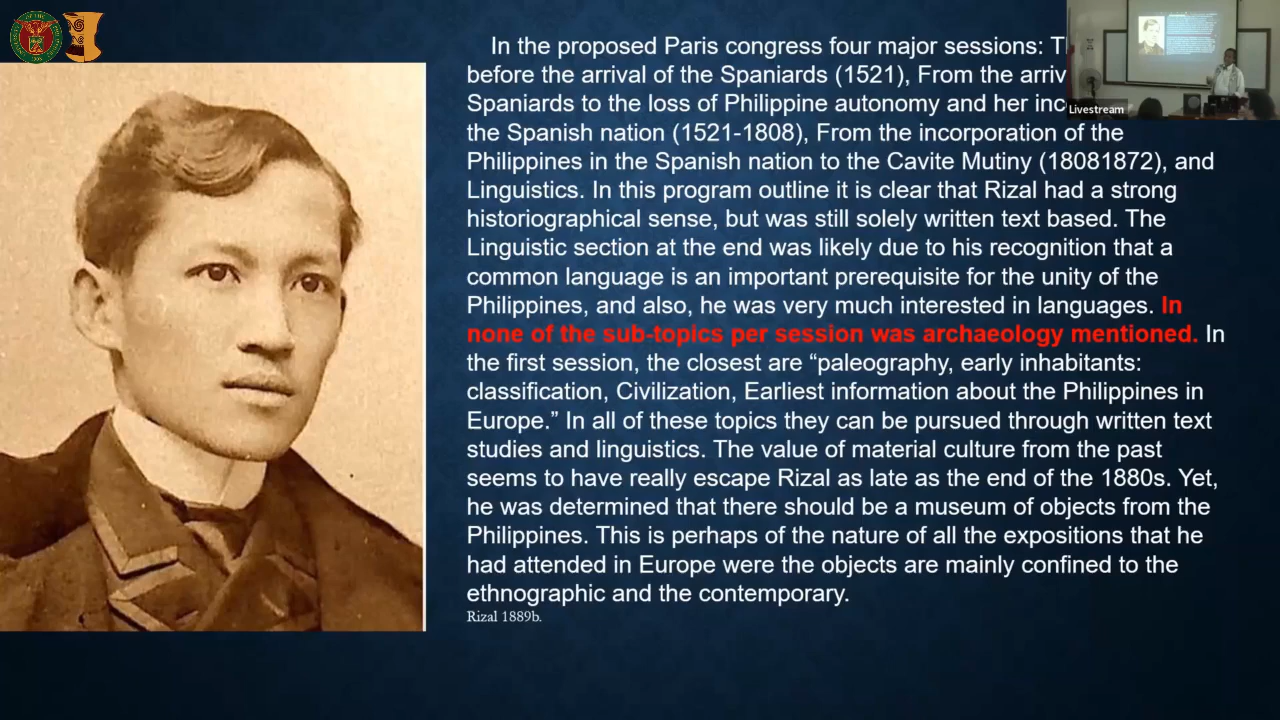 In the proposed Paris congress four major sessions:
before the arrival of the Spaniards (1521), From the
Spaniards to the loss of Philippine autonomy and her
the Spanish nation (1521-1808), From the incorporation of the
Philippines in the Spanish nation to the Cavite Mutiny (18081872), and
Linguistics. In this program outline it is clear that Rizal had a strong
historiographical sense, but was still solely written text based. The
Linguistic section at the end was likely due to his recognition that a
common language is an important prerequisite for the unity of the
Philippines, and also, he was very much interested in languages. In
none of the sub-topics per session was archaeology mentioned. In
the first session, the closest are “paleography, early inhabitants:
classification, Civilization, Earliest information about the Philippines in
Europe.” In all of these topics they can be pursued through written text
studies and linguistics. The value of material culture from the past
seems to have really escape Rizal as late as the end of the 1880s. Yet,
he was determined that there should be a museum of objects from the
Philippines. This is perhaps of the nature of all the expositions that he
had attended in Europe were the objects are mainly confined to the
ethnographic and the contemporary.
Rizal 1889b.
Livestream